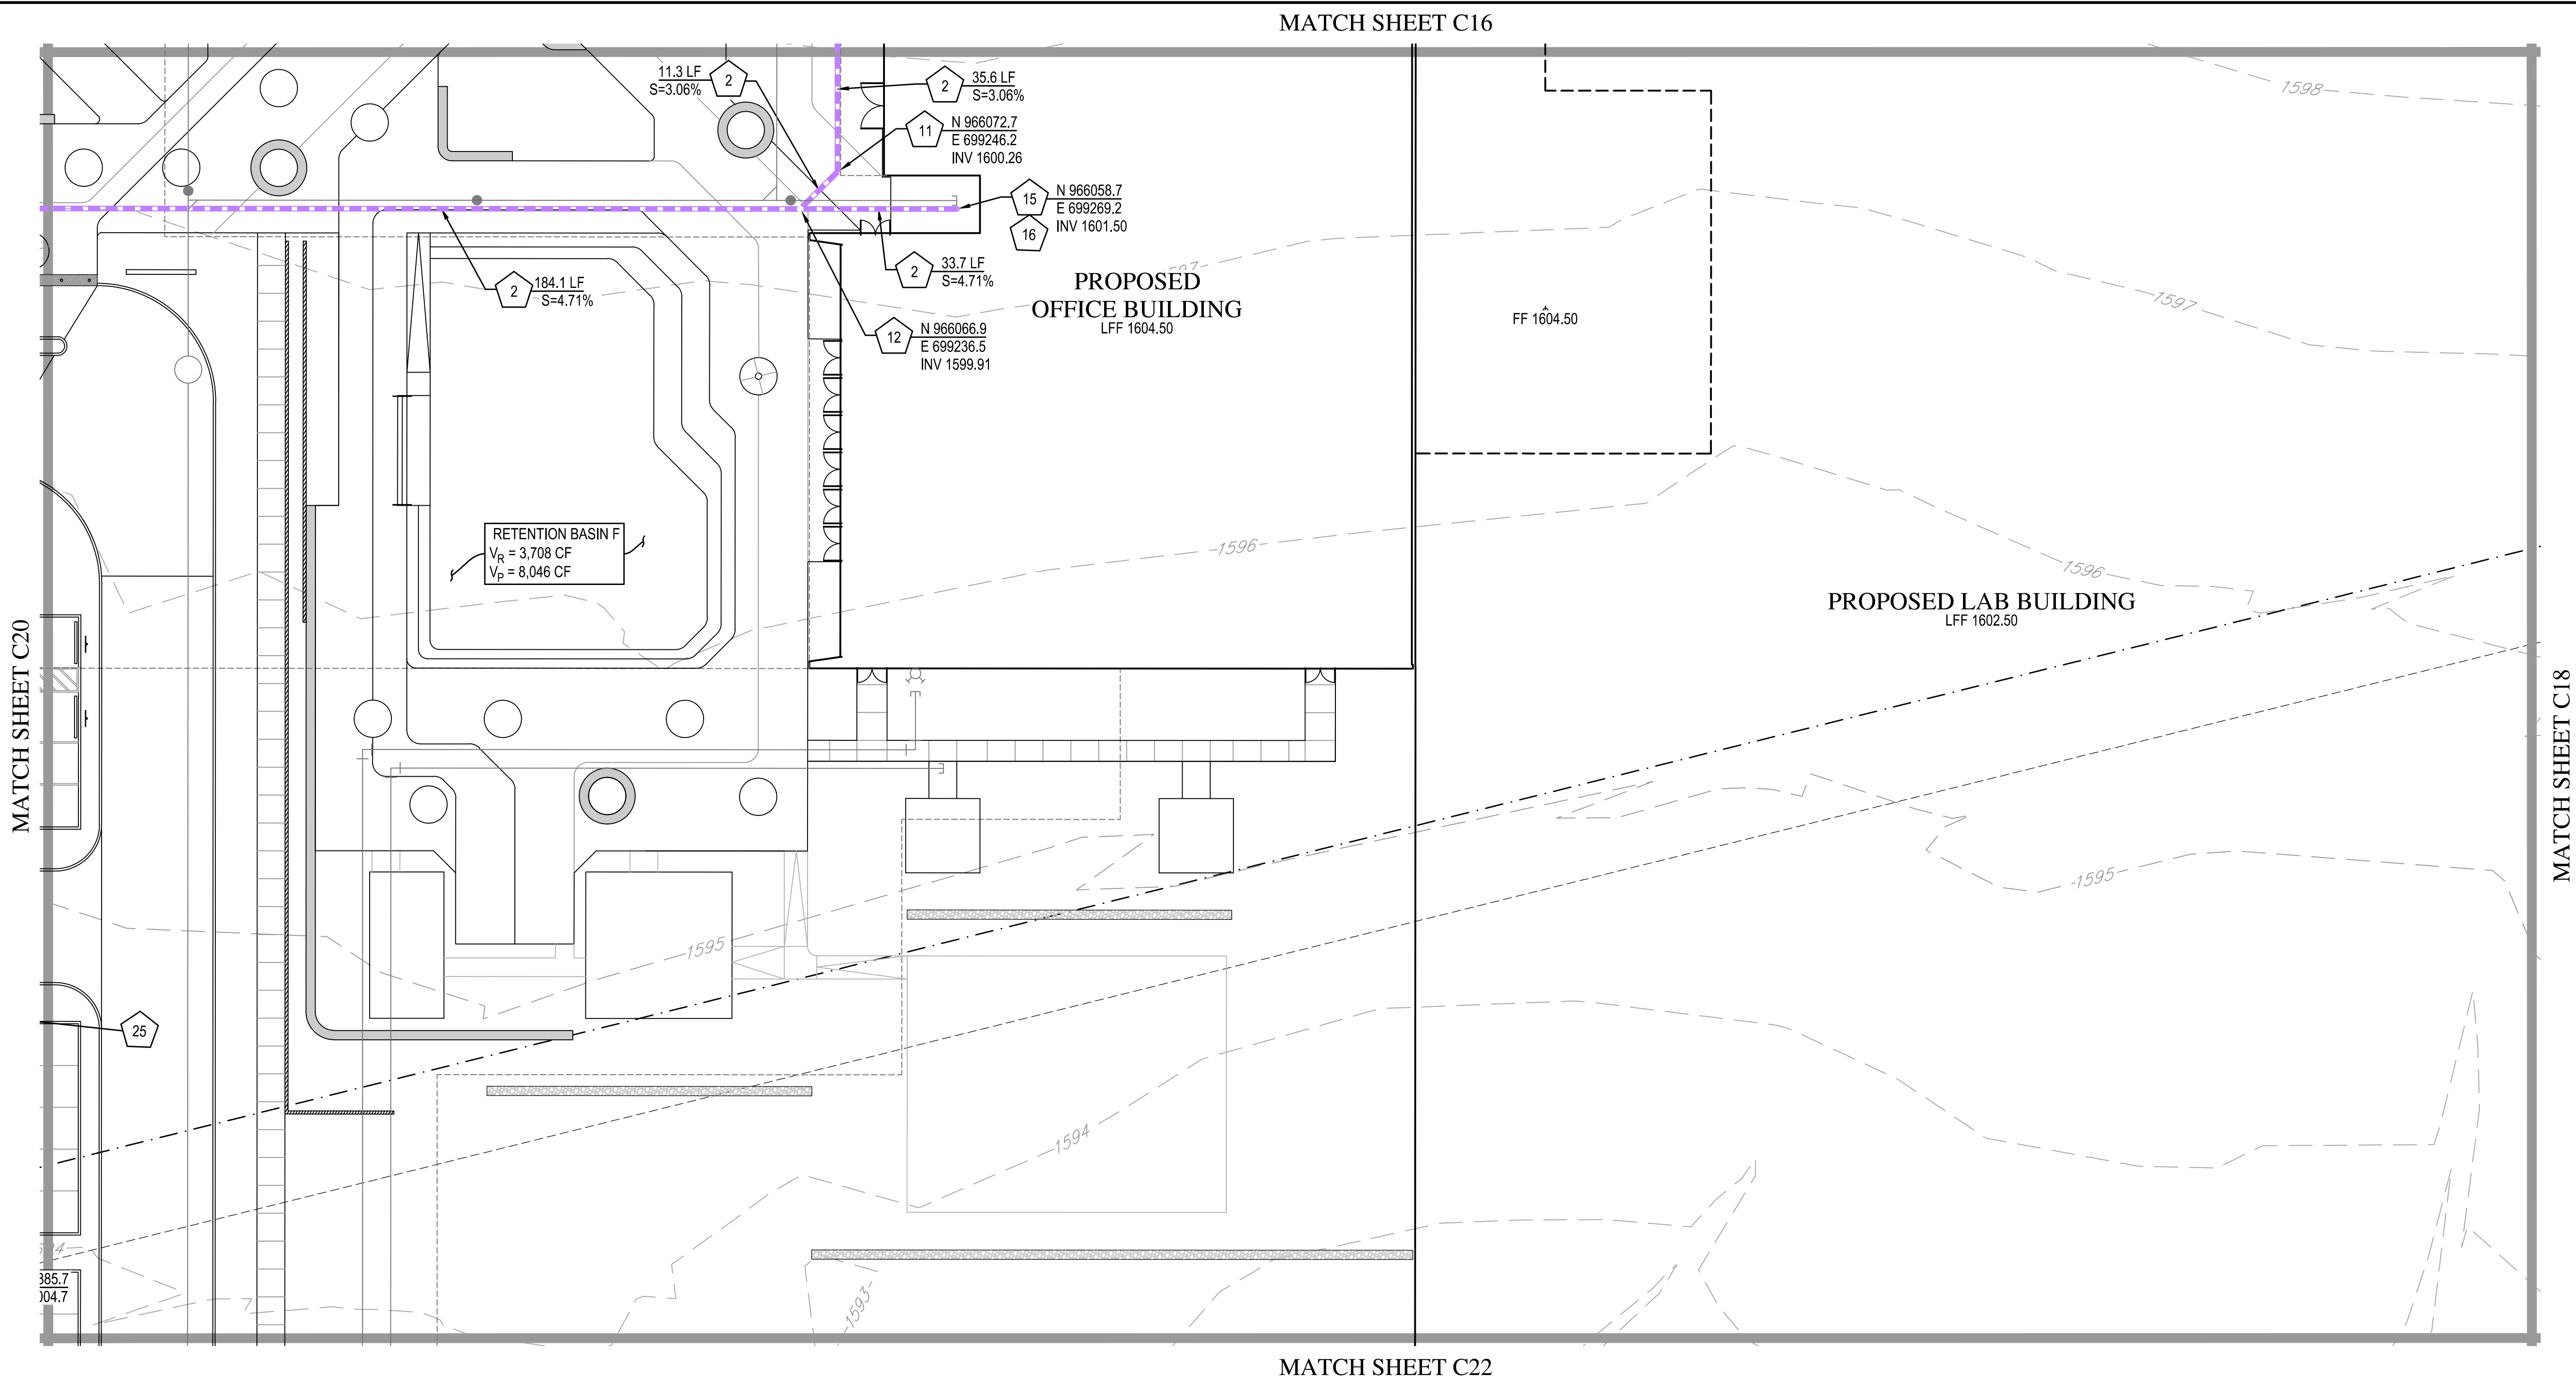 MATCH SHEET C16
11.3 LF
S=3.06%
2
2
35.6 LF
S=3.06%
11
N 966072.7
E 699246.2
INV 1600.26
15
N 966058.7
E 699269.2
INV 1601.50
16
2
33.7 LF
S=4.71%
2
184.1 LF
S=4.71%
12
N 966066.9
E 699236.5
INV 1599.91
PROPOSED
OFFICE BUILDING
LFF 1604.50
FF 1604.50
1598
1597
RETENTION BASIN F
VR = 3,708 CF
VP = 8,046 CF
1596
1596
PROPOSED LAB BUILDING
LFF 1602.50
MATCH SHEET C20
MATCH SHEET C18
1595
1595
25
1594
385.7
004.7
1593
MATCH SHEET C22